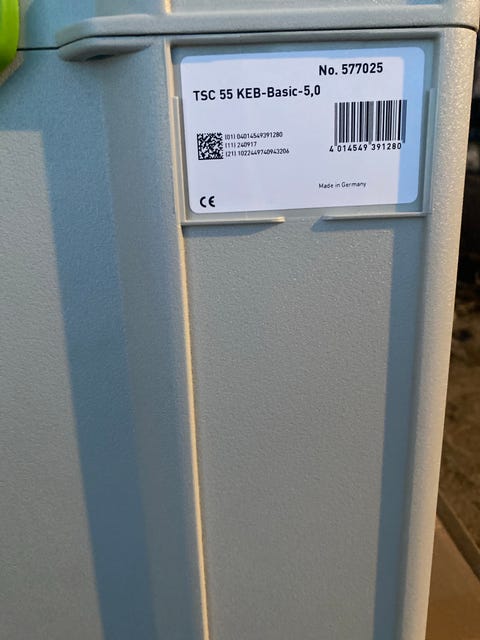 No. 577025
TSC 55 KEB-Basic-5,0
(01) 04014549391280
(11) 240917
(21) 1022449740943206
4 014549 391280
Made in Germany
CE